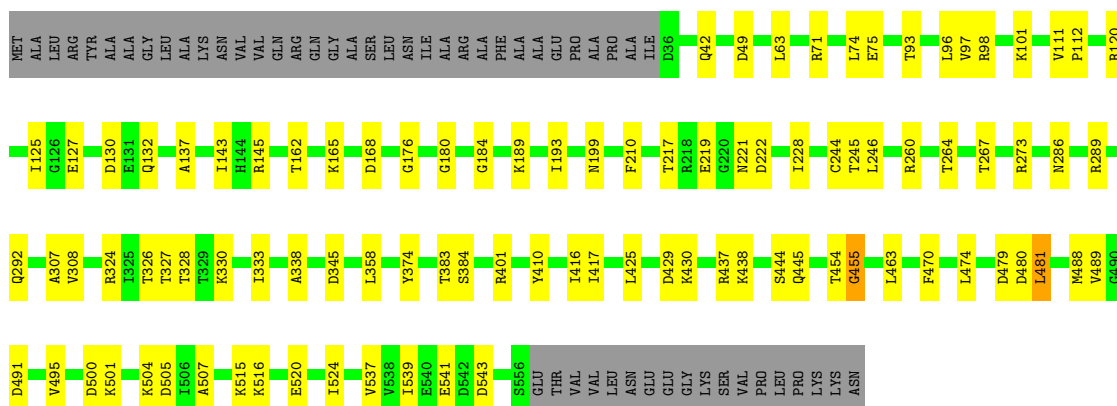 MET ALA LEU ARG TYR ALA ALA GLY LEU ALA LYS ASN VAL VAL GLN ARG GLN GLY ALA SER LEU ASN ILE ALA ARG ALA PHE ALA ALA GLU PRO ALA PRO ALA ILE D36 Q42 D49 L63 R71 L74 E75 T93 L96 V97 R98 K101 V111 P112 R120
I125 G126 E127 D130 E131 Q132 A137 I143 H144 R145 T162 K165 D168 G176 G180 G184 K189 I193 N199 F210 T217 R218 E219 G220 N221 D222 I228 C244 T245 L246 R260 T264 T267 R273 N286 R289
Q292 A307 V308 R324 I325 T326 T327 T328 T329 K330 I333 A338 D345 L358 Y374 T383 S384 R401 Y410 I416 I417 L425 D429 K430 R437 K438 S444 Q445 T454 G455 L463 F470 L474 D479 D480 L481 M488 V489 G490
D491 V495 D500 K501 K504 D505 I506 A507 K515 K516 E520 I524 V537 V538 I539 E540 E541 D542 D543 S556 GLU THR VAL VAL LEU ASN GLU GLU GLY LYS SER VAL PRO LEU PRO LYS LYS ASN